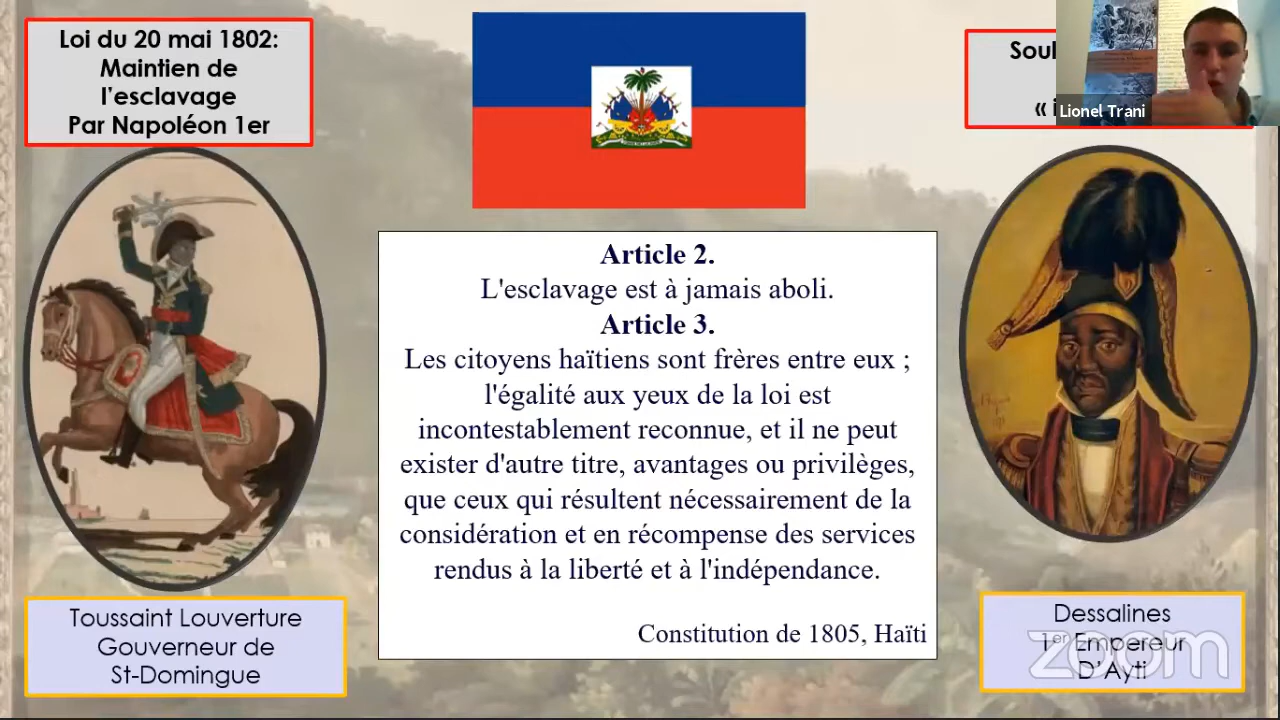 Loi du 20 mai 1802:
Maintien de
l'esclavage
Par Napoléon 1er
Lionel Trani
Article 2.
L'esclavage est à jamais aboli.
Article 3.
Les citoyens haïtiens sont frères entre eux ;
l'égalité aux yeux de la loi est
incontestablement reconnue, et il ne peut
exister d'autre titre, avantages ou privilèges,
que ceux qui résultent nécessairement de la
considération et en récompense des services
rendus à la liberté et à l'indépendance.
Constitution de 1805, Haïti
Toussaint Louverture
Gouverneur de
St-Domingue
Dessalines
1er Empereur
D'Ayti
zoom